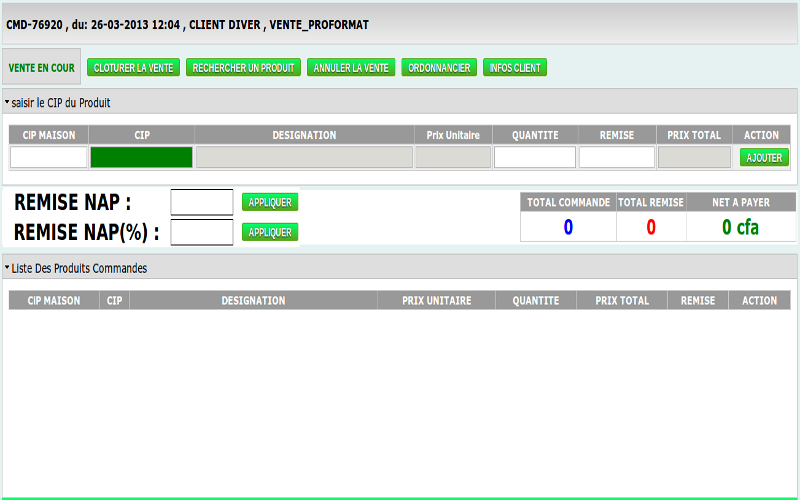 CMD-76920 , du: 26-03-2013 12:04 , CLIENT DIVER , VENTE_PROFORMAT
VENTE EN COUR CLOTURER LA VENTE RECHERCHER UN PRODUIT ANNULER LA VENTE ORDONNANCIER INFOS CLIENT
saisir le CIP du Produit
CIP MAISON CIP DESIGNATION Prix Unitaire QUANTITE REMISE PRIX TOTAL ACTION
AJOUTER
REMISE NAP : APPLIQUER
REMISE NAP(%) : APPLIQUER
TOTAL COMMANDE TOTAL REMISE NET A PAYER
0 0 0 cfa
Liste Des Produits Commandes
CIP MAISON CIP DESIGNATION PRIX UNITAIRE QUANTITE PRIX TOTAL REMISE ACTION